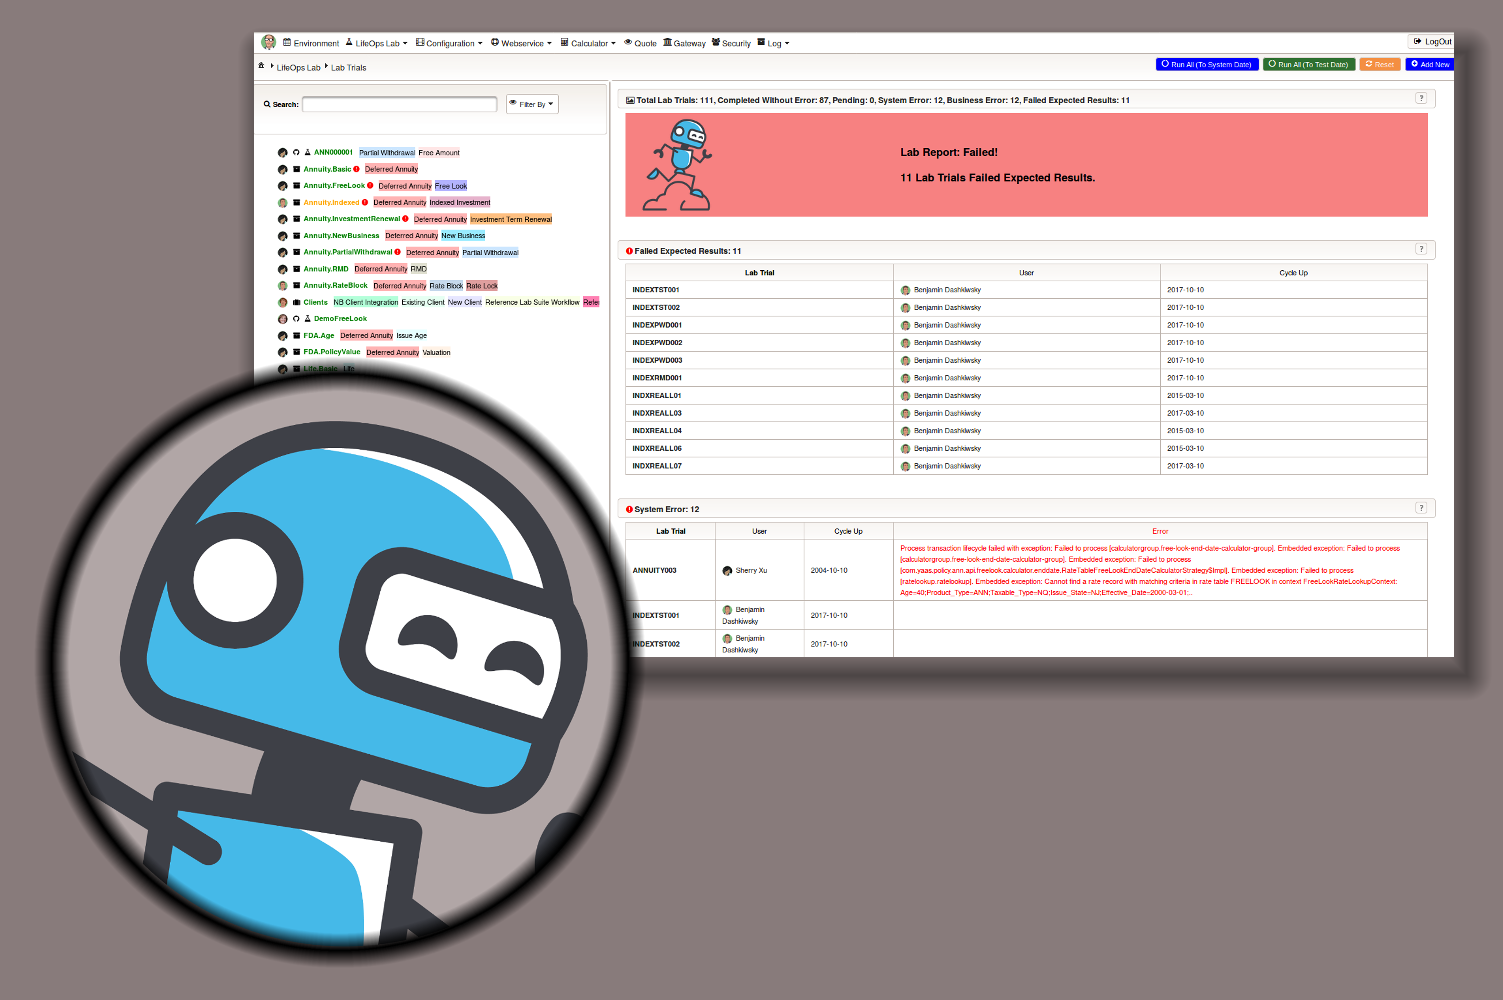 Environment LifeOps Lab Configuration Webservice Calculator Quote Gateway Security Log LogOut
LifeOps Lab Lab Trials
Run All (To System Date) Run All (To Test Date) Reset Add New
Search: Filter By
ANN000001 Partial Withdrawal Free Amount
Annuity.Basic Deferred Annuity
Annuity.FreeLook Deferred Annuity Free Look
Annuity.Indexed Deferred Annuity Indexed Investment
Annuity.InvestmentRenewal Deferred Annuity Investment Term Renewal
Annuity.NewBusiness Deferred Annuity New Business
Annuity.PartialWithdrawal Deferred Annuity Partial Withdrawal
Annuity.RMD Deferred Annuity RMD
Annuity.RateBlock Deferred Annuity Rate Block Rate Lock
Clients NB Client Integration Existing Client New Client Reference Lab Suite Workflow Refe
DemoFreeLook
FDA.Age Deferred Annuity Issue Age
FDA.PolicyValue Deferred Annuity Valuation
Life.Basic Life
Total Lab Trials: 111, Completed Without Error: 87, Pending: 0, System Error: 12, Business Error: 12, Failed Expected Results: 11 ?
Lab Report: Failed!
11 Lab Trials Failed Expected Results.
Failed Expected Results: 11 ?
Lab Trial User Cycle Up
INDEXTST001 Benjamin Dashkiwsky 2017-10-10
INDEXTST002 Benjamin Dashkiwsky 2017-10-10
INDEXPWD001 Benjamin Dashkiwsky 2017-10-10
INDEXPWD002 Benjamin Dashkiwsky 2017-10-10
INDEXPWD003 Benjamin Dashkiwsky 2017-10-10
INDEXRMD001 Benjamin Dashkiwsky 2017-10-10
INDXREALL01 Benjamin Dashkiwsky 2015-03-10
INDXREALL03 Benjamin Dashkiwsky 2017-03-10
INDXREALL04 Benjamin Dashkiwsky 2015-03-10
INDXREALL06 Benjamin Dashkiwsky 2015-03-10
INDXREALL07 Benjamin Dashkiwsky 2017-03-10
System Error: 12 ?
Lab Trial User Cycle Up Error
ANNUITY003 Sherry Xu 2004-10-10
Process transaction lifecycle failed with exception: Failed to process [calculatorgroup.free-look-end-date-calculator-group]. Embedded exception: Failed to process
[calculatorgroup.free-look-end-date-calculator-group]. Embedded exception: Failed to process
[com.yaas.policy.ann.api.freelook.calculator.enddate.RateTableFreeLookEndDateCalculatorStrategy$Impl]. Embedded exception: Failed to process
[ratelookup.ratelookup]. Embedded exception: Cannot find a rate record with matching criteria in rate table FREELOOK in context FreeLookRateLookupContext:
Age=40;Product_Type=ANN;Taxable_Type=NQ;Issue_State=NJ;Effective_Date=2000-03-01:..
INDEXTST001 Benjamin Dashkiwsky 2017-10-10
INDEXTST002 Benjamin Dashkiwsky 2017-10-10